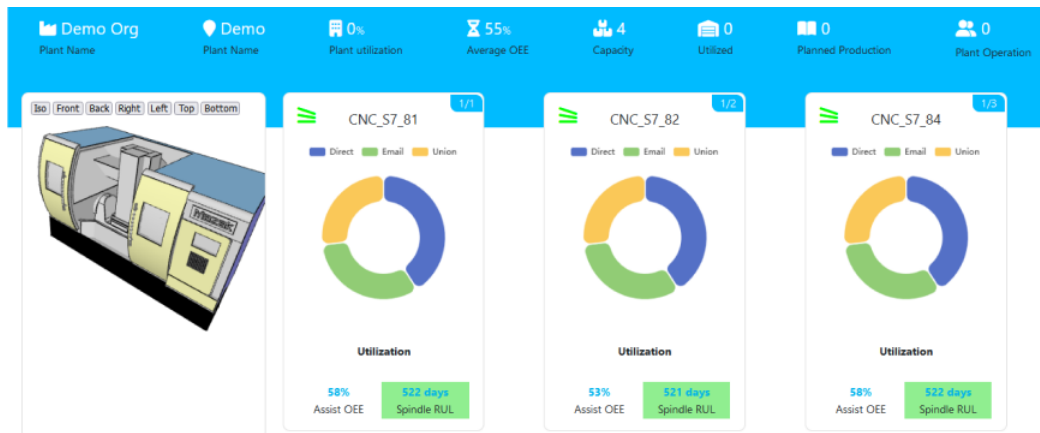 Demo Org
Plant Name
Demo
Plant Name
0%
Plant utilization
55%
Average OEE
4
Capacity
0
Utilized
0
Planned Production
0
Plant Operation
Iso Front Back Right Left Top Bottom
Mazak
1/1
CNC_S7_81
Direct Email Union
Utilization
58%
Assist OEE
522 days
Spindle RUL
1/2
CNC_S7_82
Direct Email Union
Utilization
53%
Assist OEE
521 days
Spindle RUL
1/3
CNC_S7_84
Direct Email Union
Utilization
58%
Assist OEE
522 days
Spindle RUL